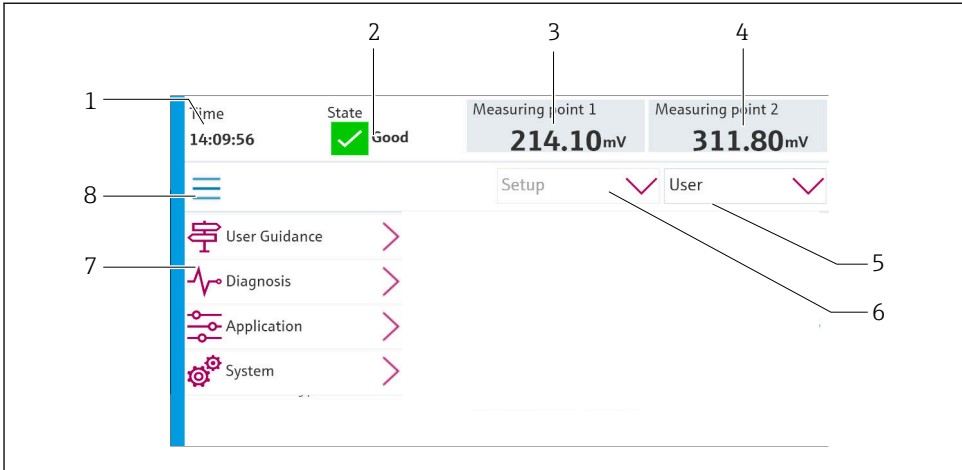 2
3
4
1
Time
State
Measuring point 1
Measuring point 2
14:09:56
Good
214.10mV
311.80mV
8
Setup
User
User Guidance
7
Diagnosis
5
6
Application
System